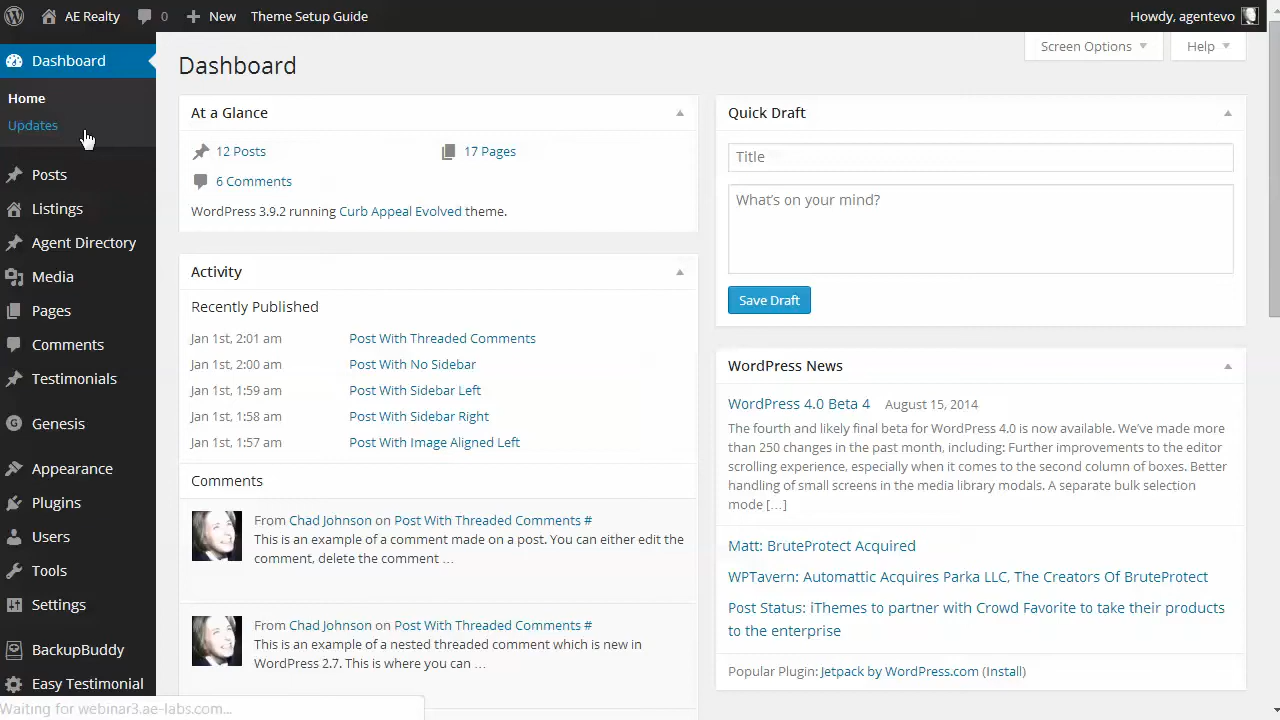 AE Realty 0 New Theme Setup Guide Howdy, agentevo
Dashboard
Home
Updates
Posts
Listings
Agent Directory
Media
Pages
Comments
Testimonials
Genesis
Appearance
Plugins
Users
Tools
Settings
BackupBuddy
Easy Testimonial
Waiting for webinar3.ae-labs.com...
Screen Options Help
Dashboard
At a Glance
12 Posts 17 Pages
6 Comments
WordPress 3.9.2 running Curb Appeal Evolved theme.
Activity
Recently Published
Jan 1st, 2:01 am Post With Threaded Comments
Jan 1st, 2:00 am Post With No Sidebar
Jan 1st, 1:59 am Post With Sidebar Left
Jan 1st, 1:58 am Post With Sidebar Right
Jan 1st, 1:57 am Post With Image Aligned Left
Comments
From Chad Johnson on Post With Threaded Comments #
This is an example of a comment made on a post. You can either edit the
comment, delete the comment …
From Chad Johnson on Post With Threaded Comments #
This is an example of a nested threaded comment which is new in
WordPress 2.7. This is where you can …
Quick Draft
Title
What's on your mind?
Save Draft
WordPress News
WordPress 4.0 Beta 4 August 15, 2014
The fourth and likely final beta for WordPress 4.0 is now available. We've made more
than 250 changes in the past month, including: Further improvements to the editor
scrolling experience, especially when it comes to the second column of boxes. Better
handling of small screens in the media library modals. A separate bulk selection
mode […]
Matt: BruteProtect Acquired
WPTavern: Automattic Acquires Parka LLC, The Creators Of BruteProtect
Post Status: iThemes to partner with Crowd Favorite to take their products
to the enterprise
Popular Plugin: Jetpack by WordPress.com (Install)